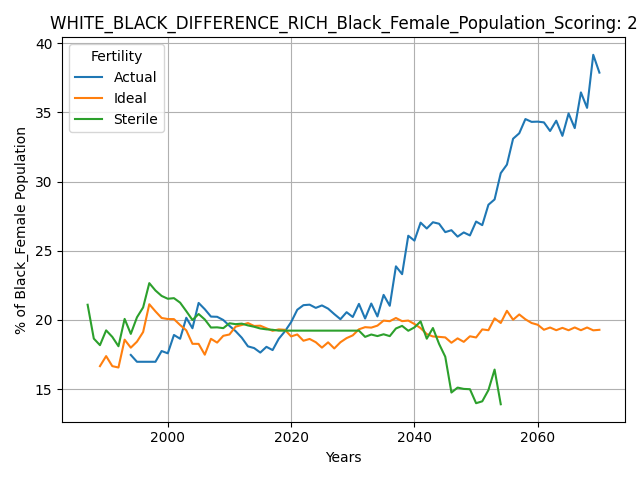 WHITE_BLACK_DIFFERENCE_RICH_Black_Female_Population_Scoring: 2
Fertility
Actual
Ideal
Sterile
40
35
30
25
20
15
% of Black_Female Population
2000
2020
2040
2060
Years